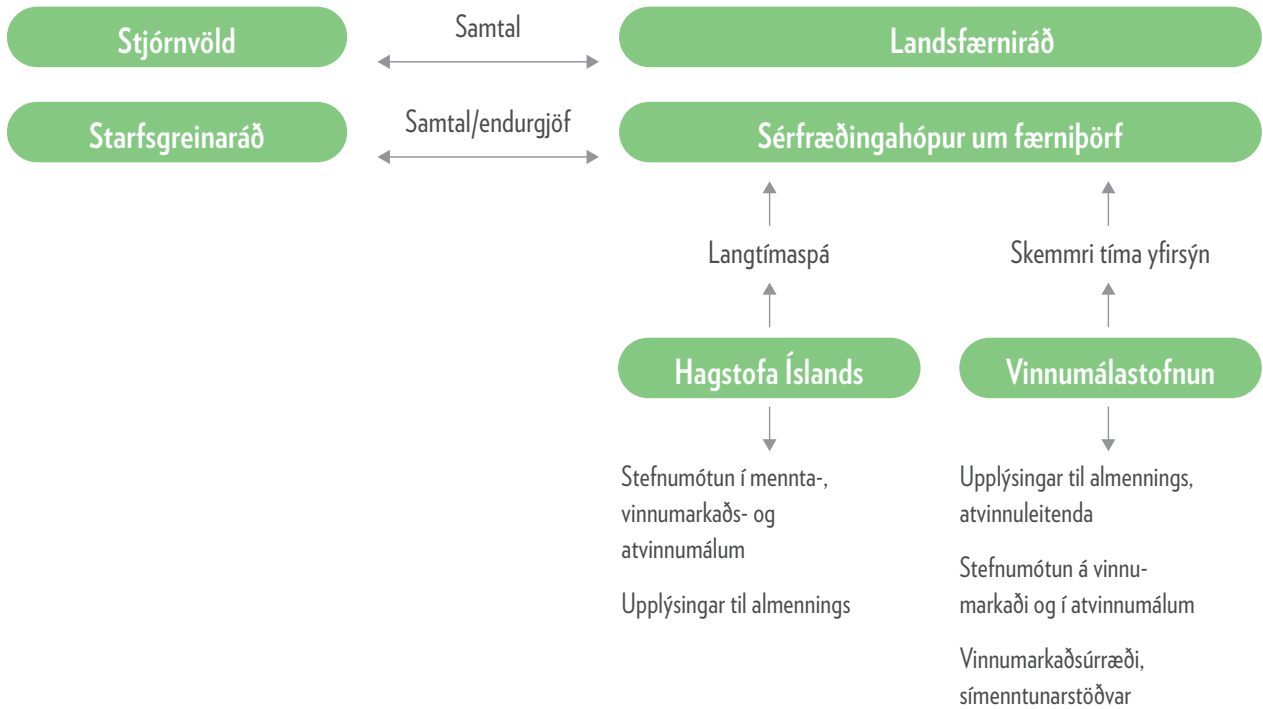 Stjórnvöld
Samtal
Landsfærniráð
Starfsgreinaráð
Samtal/endurgjöf
Sérfræðingahópur um færniþörf
Langtímaspá
Skemmri tíma yfirsýn
Hagstofa Íslands
Vinnumálastofnun
Stefnumótun í mennta-,
vinnumarkaðs- og
atvinnumálum
Upplýsingar til almennings
Upplýsingar til almennings,
atvinnuleitenda
Stefnumótun á vinnu-
markaði og í atvinnumálum
Vinnumarkaðsúrræði,
símenntunarstöðvar